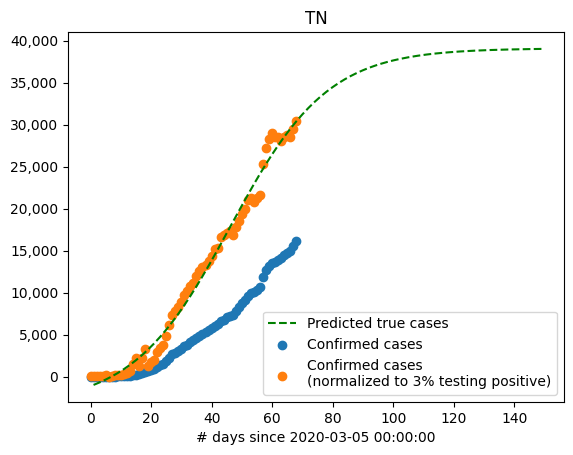 TN
40,000
35,000
30,000
25,000
20,000
15,000
10,000
5,000
0
Predicted true cases
Confirmed cases
Confirmed cases
(normalized to 3% testing positive)
0 20 40 60 80 100 120 140
# days since 2020-03-05 00:00:00